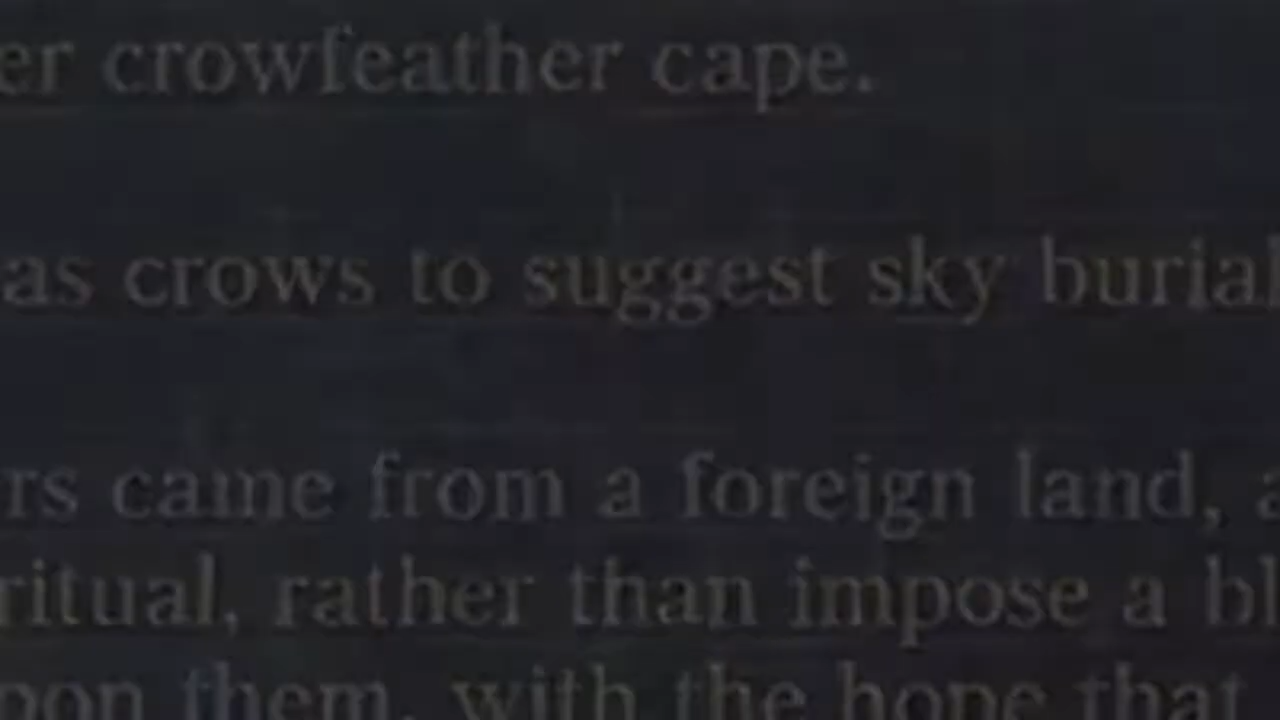 er crowfeather cape.
as crows to suggest sky burial
rs came from a foreign land, a
ritual, rather than impose a bl
pon them, with the hope that